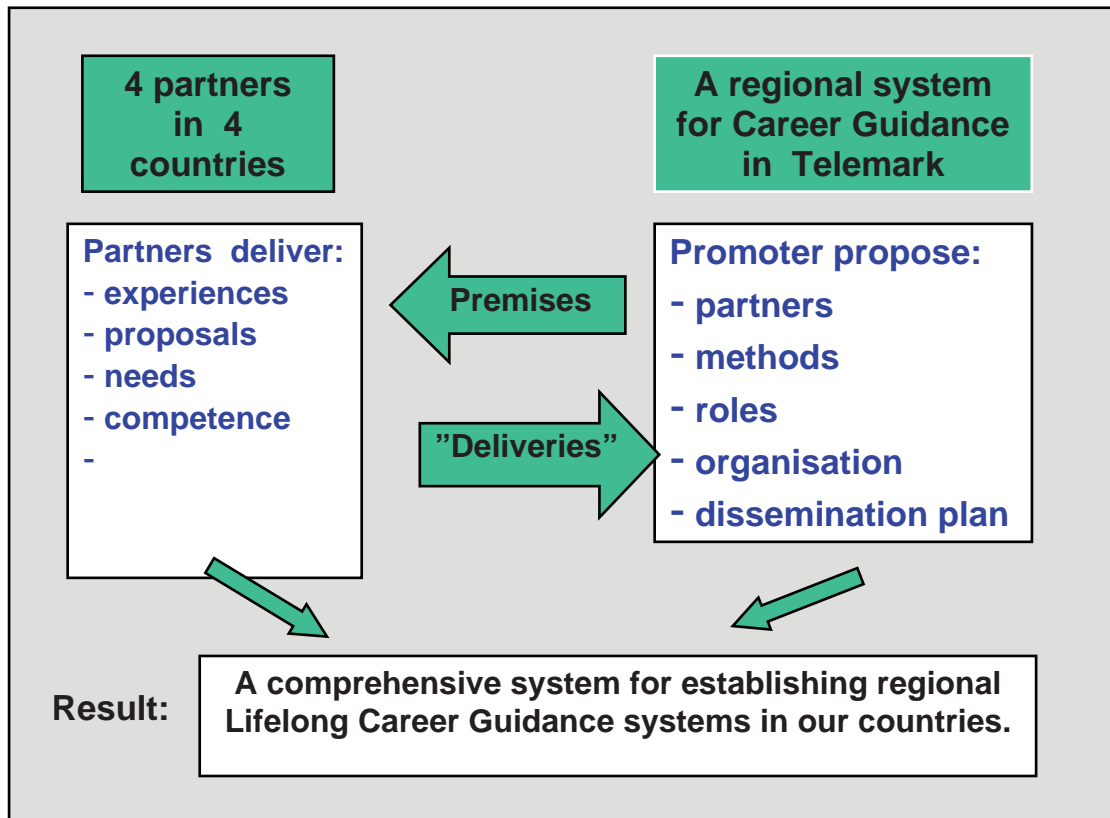 4 partners
in 4
countries
A regional system
for Career Guidance
in Telemark
Partners deliver:
- experiences
- proposals
- needs
- competence
-
Premises
”Deliveries”
Promoter propose:
- partners
- methods
- roles
- organisation
- dissemination plan
Result:
A comprehensive system for establishing regional
Lifelong Career Guidance systems in our countries.